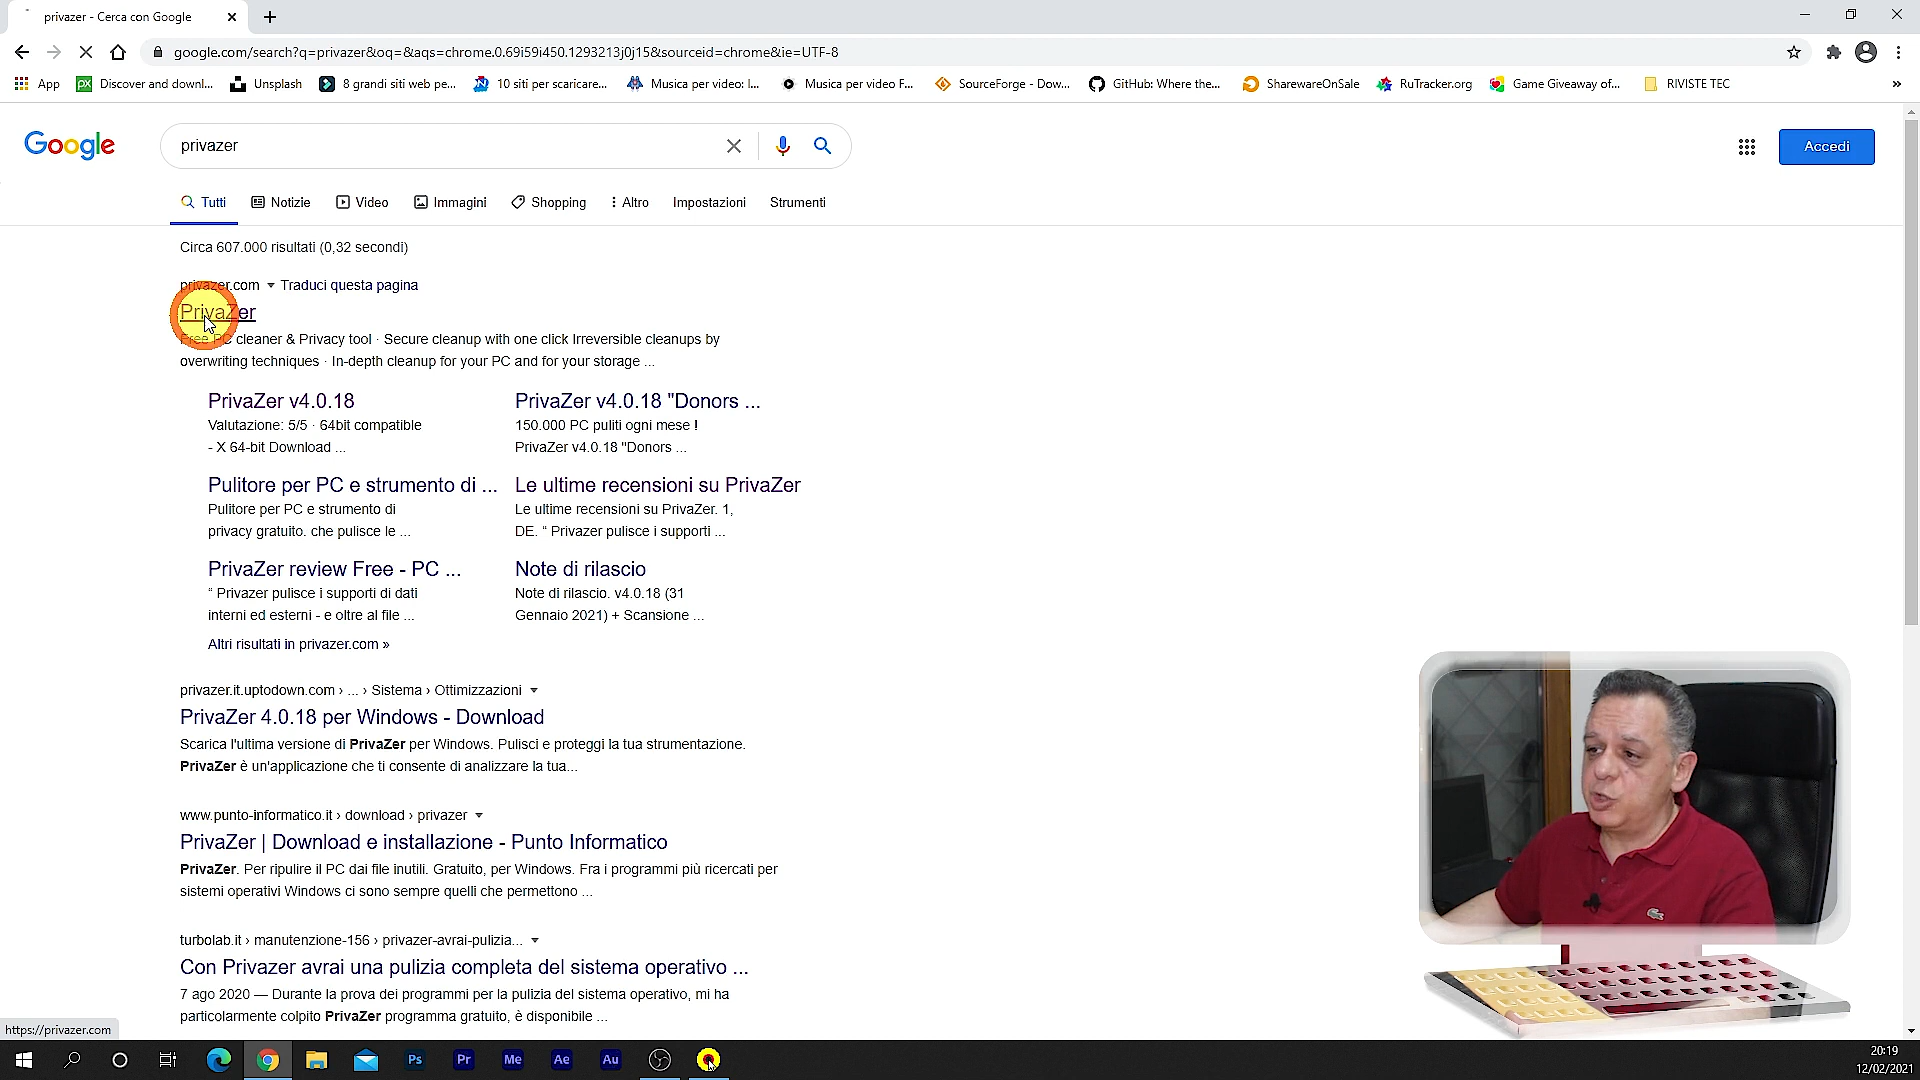 privazer - Cerca con Google
google.com/search?q=privazer&oq=&aqs=chrome.0.69i59i450.1293213j0j15&sourceid=chrome&ie=UTF-8
App
Discover and downl...
Unsplash
8 grandi siti web pe...
10 siti per scaricare...
Musica per video: I...
Musica per video F...
SourceForge - Dow...
GitHub: Where the...
SharewareOnSale
RuTracker.org
Game Giveaway of...
RIVISTE TEC
»
Google
privazer
Accedi
Tutti
Notizie
Video
Immagini
Shopping
Altro
Impostazioni
Strumenti
Circa 607.000 risultati (0,32 secondi)
privazer.com
Traduci questa pagina
PrivaZer
Free PC cleaner & Privacy tool · Secure cleanup with one click Irreversible cleanups by
overwriting techniques · In-depth cleanup for your PC and for your storage ...
PrivaZer v4.0.18
Valutazione: 5/5 · 64bit compatible
- X 64-bit Download ...
PrivaZer v4.0.18 "Donors ...
150.000 PC puliti ogni mese !
PrivaZer v4.0.18 "Donors ...
Pulitore per PC e strumento di ...
Pulitore per PC e strumento di
privacy gratuito. che pulisce le ...
Le ultime recensioni su PrivaZer
Le ultime recensioni su PrivaZer. 1,
DE. “ Privazer pulisce i supporti ...
PrivaZer review Free - PC ...
“ Privazer pulisce i supporti di dati
interni ed esterni - e oltre al file ...
Note di rilascio
Note di rilascio. v4.0.18 (31
Gennaio 2021) + Scansione ...
Altri risultati in privazer.com »
privazer.it.uptodown.com › ... › Sistema › Ottimizzazioni
PrivaZer 4.0.18 per Windows - Download
Scarica l'ultima versione di PrivaZer per Windows. Pulisci e proteggi la tua strumentazione.
PrivaZer è un'applicazione che ti consente di analizzare la tua...
www.punto-informatico.it › download › privazer
PrivaZer | Download e installazione - Punto Informatico
PrivaZer. Per ripulire il PC dai file inutili. Gratuito, per Windows. Fra i programmi più ricercati per
sistemi operativi Windows ci sono sempre quelli che permettono ...
turbolab.it › manutenzione-156 › privazer-avrai-pulizia...
Con Privazer avrai una pulizia completa del sistema operativo ...
7 ago 2020 — Durante la prova dei programmi per la pulizia del sistema operativo, mi ha
particolarmente colpito PrivaZer programma gratuito, è disponibile ...
https://privazer.com
Ps
Pr
Me
Ae
Au
20:19
12/02/2021